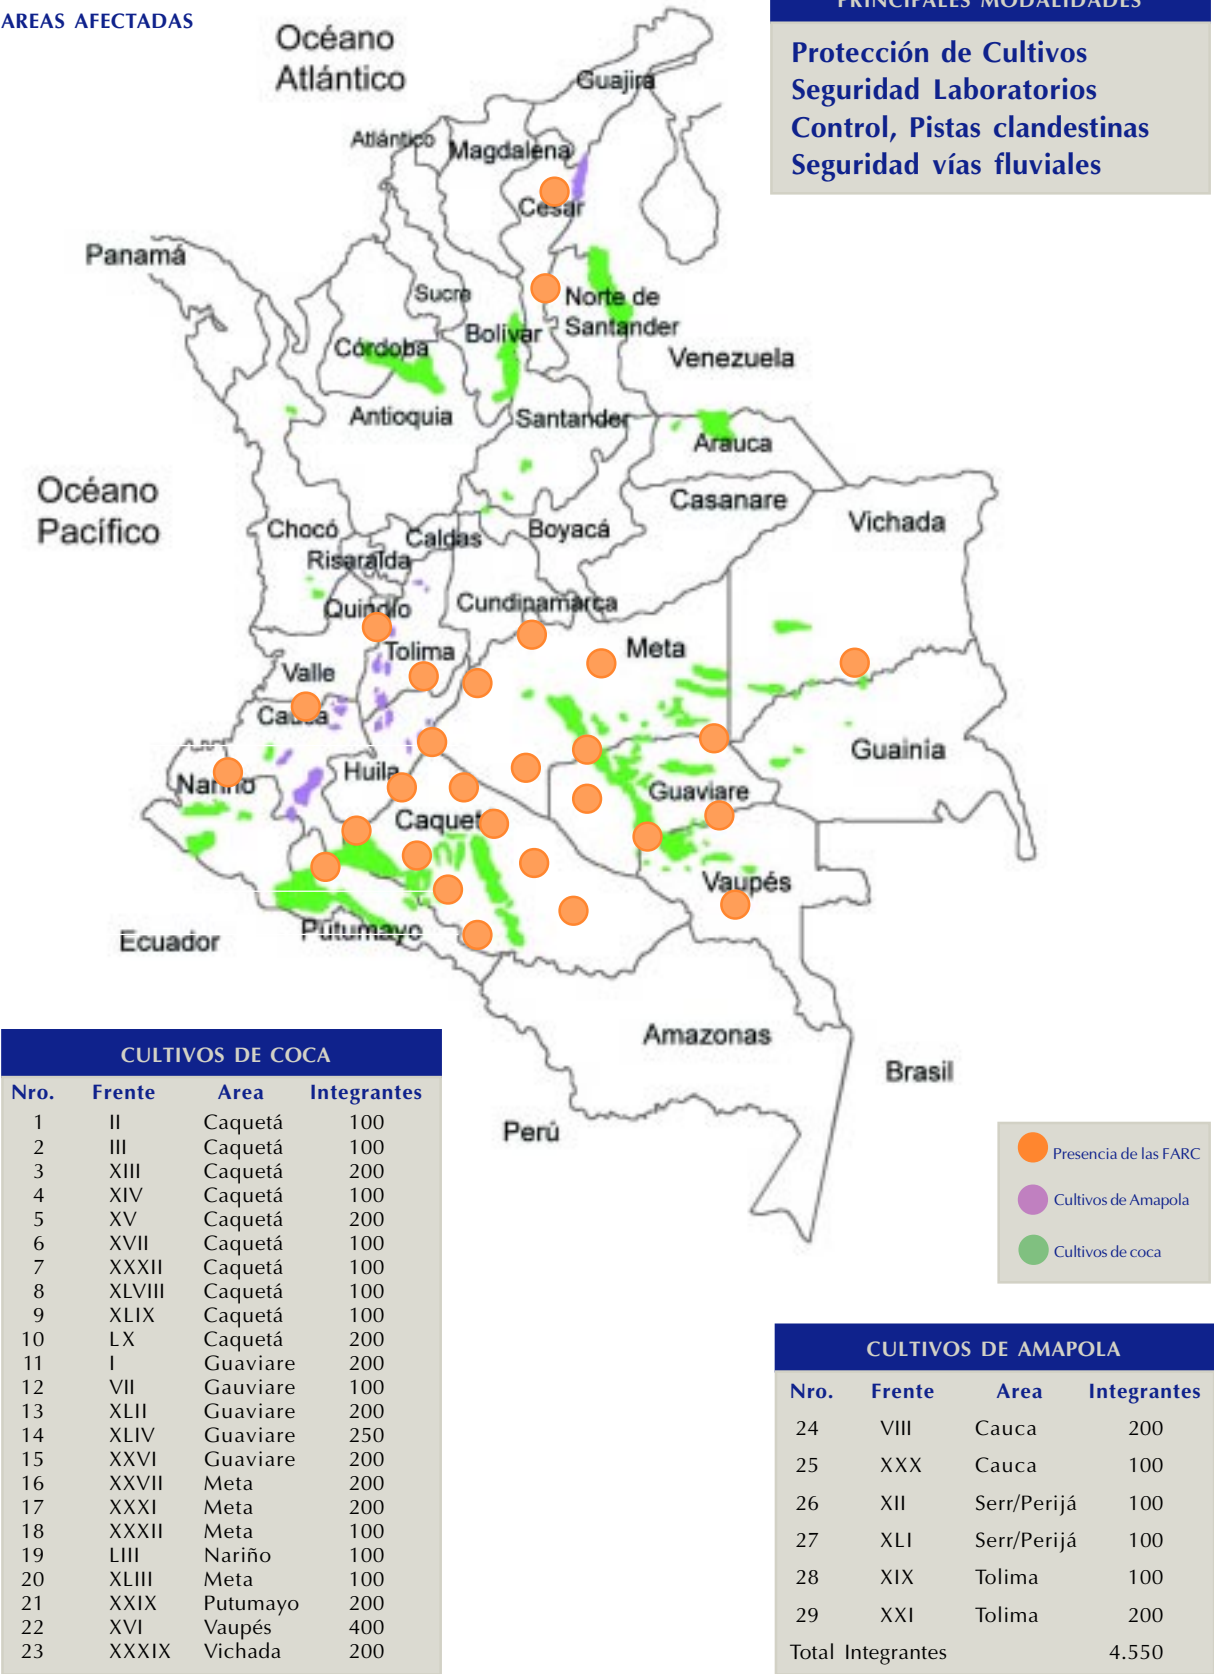 AREAS AFECTADAS
PRINCIPALES MODALIDADES
Protección de Cultivos
Seguridad Laboratorios
Control, Pistas clandestinas
Seguridad vías fluviales
Océano
Atlántico
Guajira
Atlántico
Magdalena
Cesar
Panamá
Sucre
Norte de
Santander
Bolivar
Córdoba
Venezuela
Antioquia
Santander
Arauca
Océano
Pacífico
Casanare
Vichada
Chocó
Caldas
Boyacá
Risaralda
Quindío
Cundinamarca
Tolima
Meta
Valle
Cauca
Guainía
Huila
Nariño
Guaviare
Caquet
Vaupés
Ecuador
Putumayo
Amazonas
Brasil
Perú
CULTIVOS DE COCA
Nro. Frente Area Integrantes
1 II Caquetá 100
2 III Caquetá 100
3 XIII Caquetá 200
4 XIV Caquetá 100
5 XV Caquetá 200
6 XVII Caquetá 100
7 XXXII Caquetá 100
8 XLVIII Caquetá 100
9 XLIX Caquetá 100
10 LX Caquetá 200
11 I Guaviare 200
12 VII Gauviare 100
13 XLII Guaviare 200
14 XLIV Guaviare 250
15 XXVI Guaviare 200
16 XXVII Meta 200
17 XXXI Meta 200
18 XXXII Meta 100
19 LIII Nariño 100
20 XLIII Meta 100
21 XXIX Putumayo 200
22 XVI Vaupés 400
23 XXXIX Vichada 200
Presencia de las FARC
Cultivos de Amapola
Cultivos de coca
CULTIVOS DE AMAPOLA
Nro. Frente Area Integrantes
24 VIII Cauca 200
25 XXX Cauca 100
26 XII Serr/Perijá 100
27 XLI Serr/Perijá 100
28 XIX Tolima 100
29 XXI Tolima 200
Total Integrantes 4.550